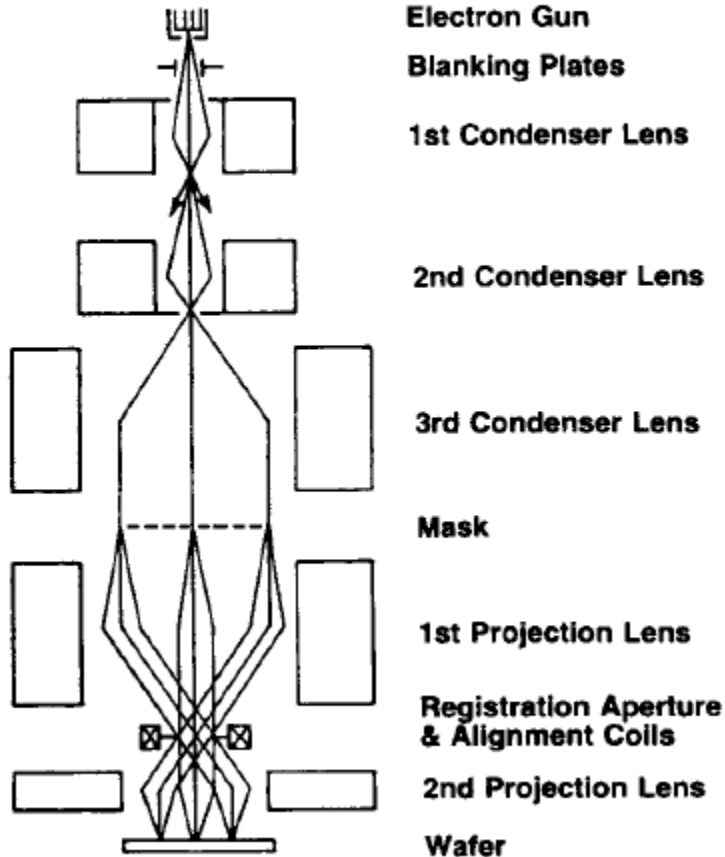 Electron Gun
Blanking Plates
1st Condenser Lens
2nd Condenser Lens
3rd Condenser Lens
Mask
1st Projection Lens
Registration Aperture
& Alignment Coils
2nd Projection Lens
Wafer